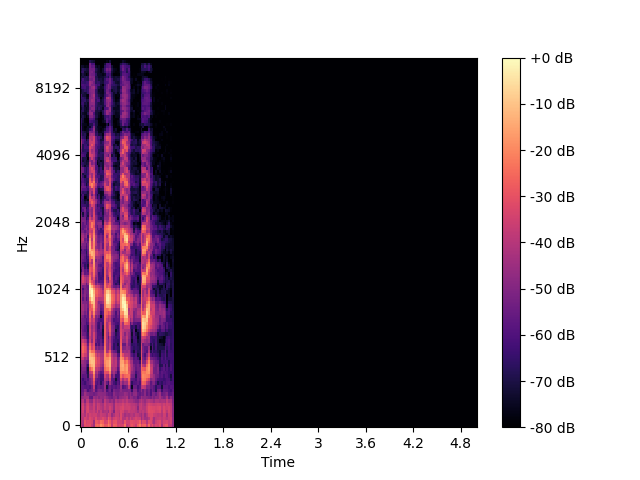 +0 dB
8192
-10 dB
4096
-20 dB
-30 dB
2048
-40 dB
Hz
1024
-50 dB
-60 dB
512
-70 dB
0
-80 dB
0 0.6 1.2 1.8 2.4 3 3.6 4.2 4.8
Time